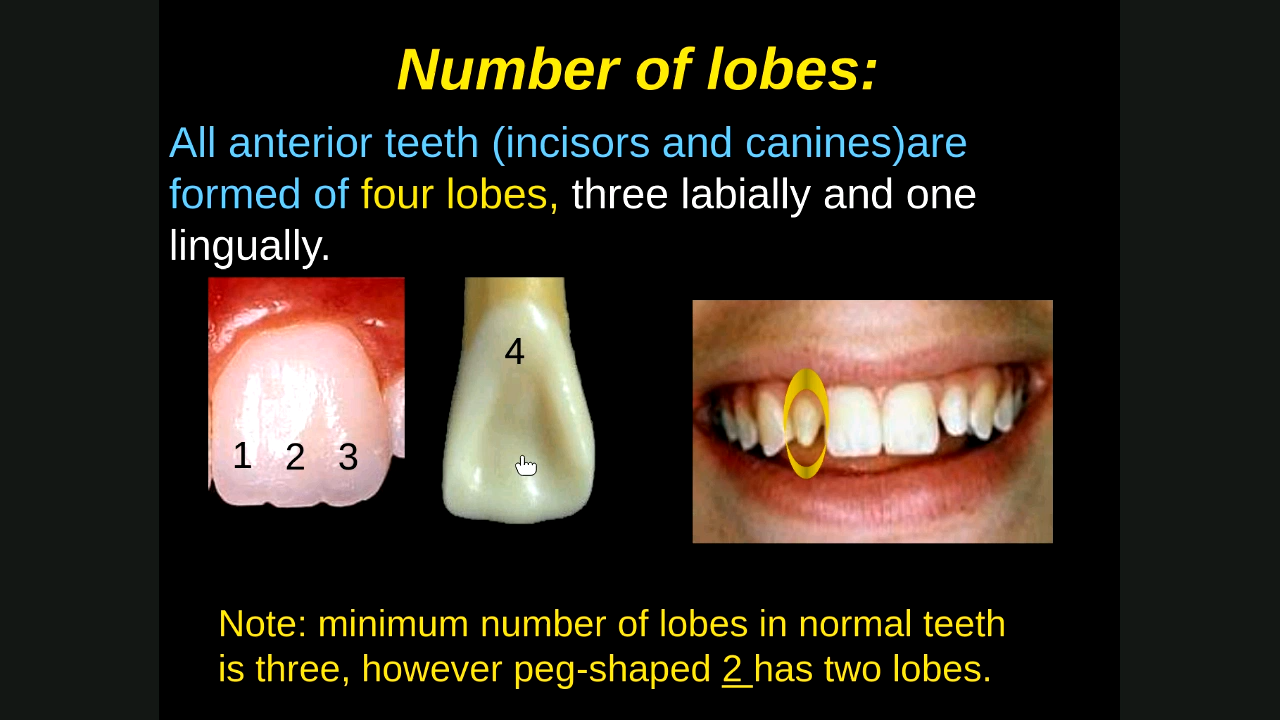 Number of lobes:
All anterior teeth (incisors and canines)are
formed of four lobes, three labially and one
lingually.
4
1 2 3
Note: minimum number of lobes in normal teeth
is three, however peg-shaped 2 has two lobes.